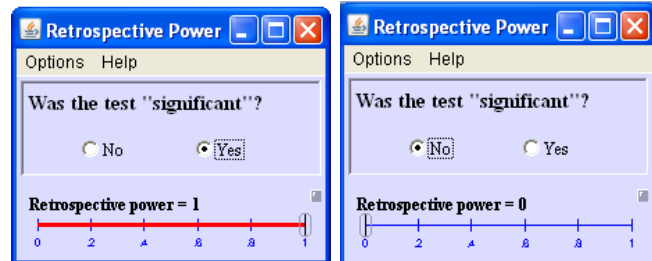 Retrospective Power
Options Help
Was the test "significant"?
No Yes
Retrospective power = 1
0 .2 .4 .6 .8 1
Retrospective Power
Options Help
Was the test "significant"?
No Yes
Retrospective power = 0
0 .2 .4 .6 .8 1